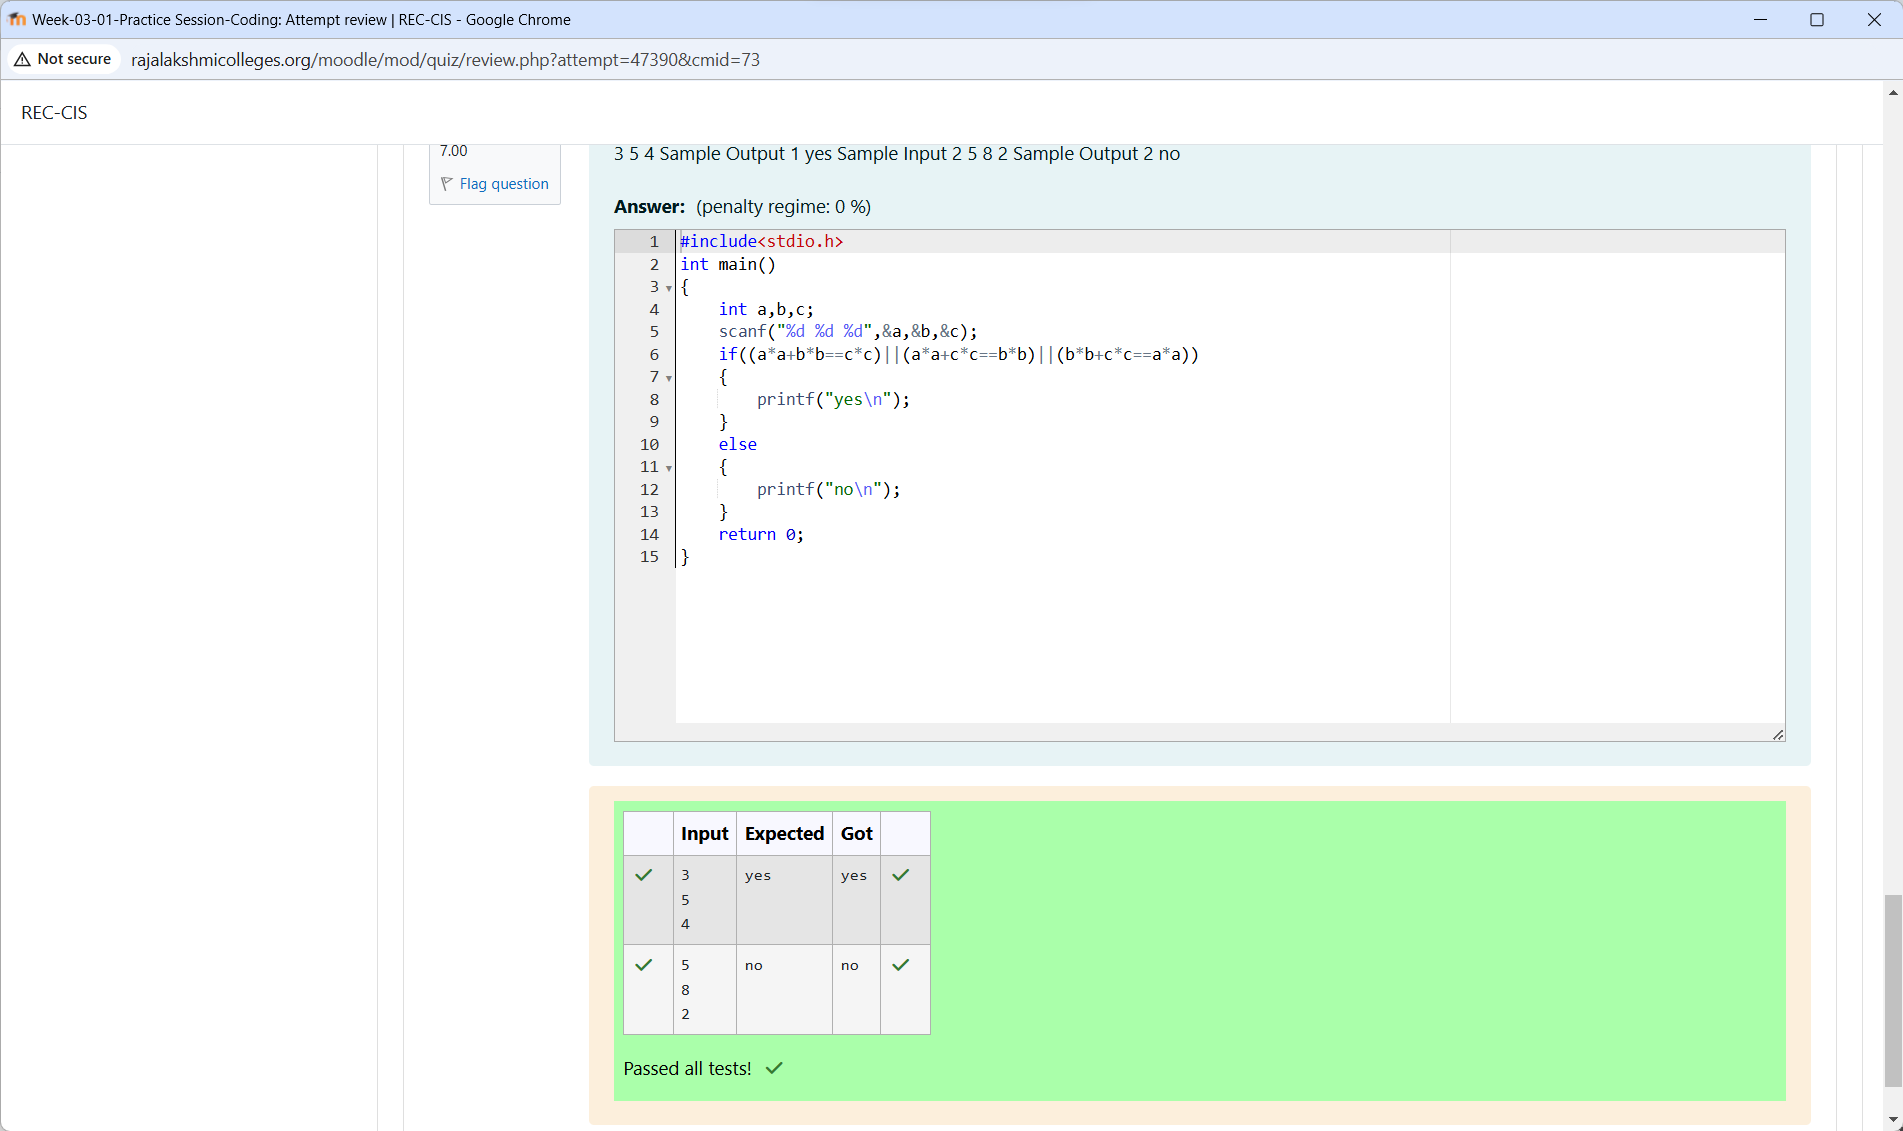 Week-03-01-Practice Session-Coding: Attempt review | REC-CIS - Google Chrome
Not secure rajalakshmicolleges.org/moodle/mod/quiz/review.php?attempt=47390&cmid=73
REC-CIS
7.00
Flag question
3 5 4 Sample Output 1 yes Sample Input 2 5 8 2 Sample Output 2 no
Answer: (penalty regime: 0 %)
1 #include<stdio.h>
2 int main()
3 {
4 int a,b,c;
5 scanf("%d %d %d",&a,&b,&c);
6 if((a*a+b*b==c*c)||(a*a+c*c==b*b)||(b*b+c*c==a*a))
7 {
8 printf("yes\n");
9 }
10 else
11 {
12 printf("no\n");
13 }
14 return 0;
15 }
Input Expected Got
3 yes yes
5
4
5 no no
8
2
Passed all tests!